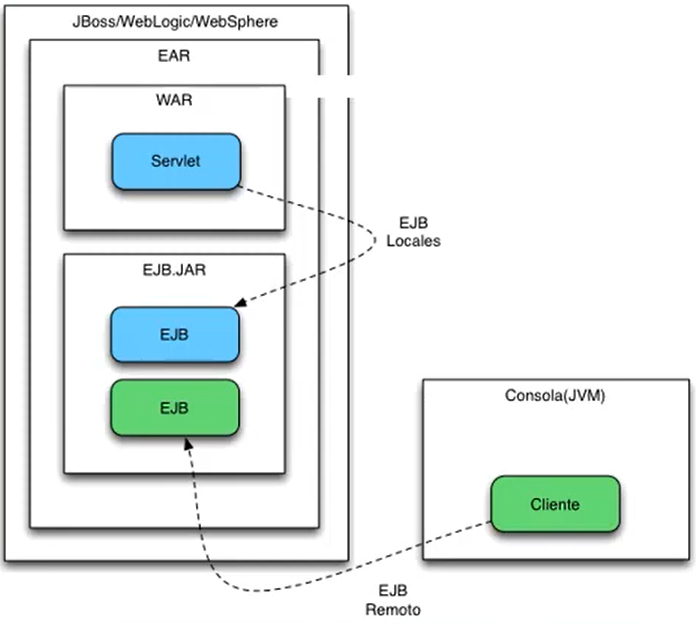 JBoss/WebLogic/WebSphere
EAR
WAR
Servlet
EJB
Locales
EJB.JAR
EJB
EJB
Consola(JVM)
Cliente
EJB
Remoto